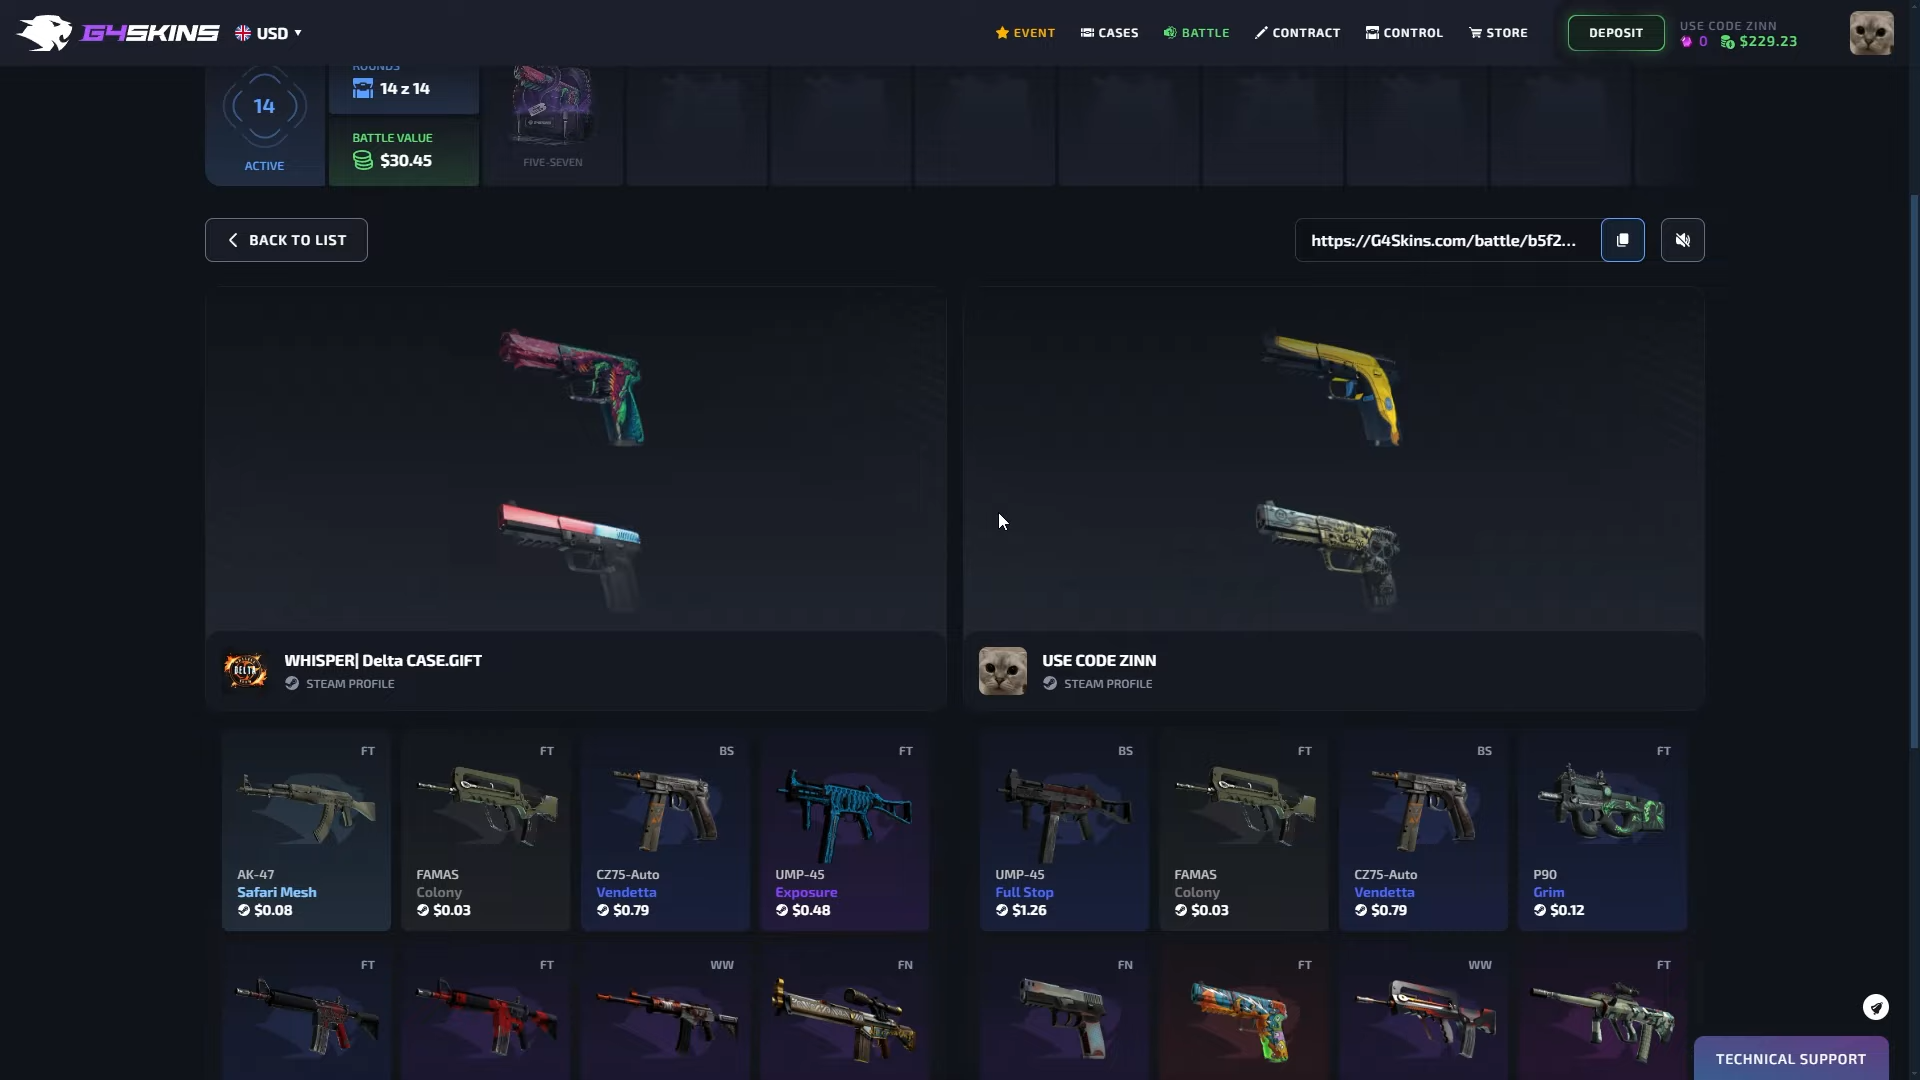 G4SKINS
USD
EVENT
CASES
BATTLE
CONTRACT
CONTROL
STORE
DEPOSIT
USE CODE ZINN
0
$229.23
ROUNDS
14 z 14
14
ACTIVE
BATTLE VALUE
$30.45
FIVE-SEVEN
BACK TO LIST
https://G4Skins.com/battle/b5f2...
WHISPER| Delta CASE.GIFT
STEAM PROFILE
USE CODE ZINN
STEAM PROFILE
FT
AK-47
Safari Mesh
$0.08
FT
FAMAS
Colony
$0.03
BS
CZ75-Auto
Vendetta
$0.79
FT
UMP-45
Exposure
$0.48
BS
UMP-45
Full Stop
$1.26
FT
FAMAS
Colony
$0.03
BS
CZ75-Auto
Vendetta
$0.79
FT
P90
Grim
$0.12
FT
FT
WW
FN
FN
FT
WW
FT
TECHNICAL SUPPORT